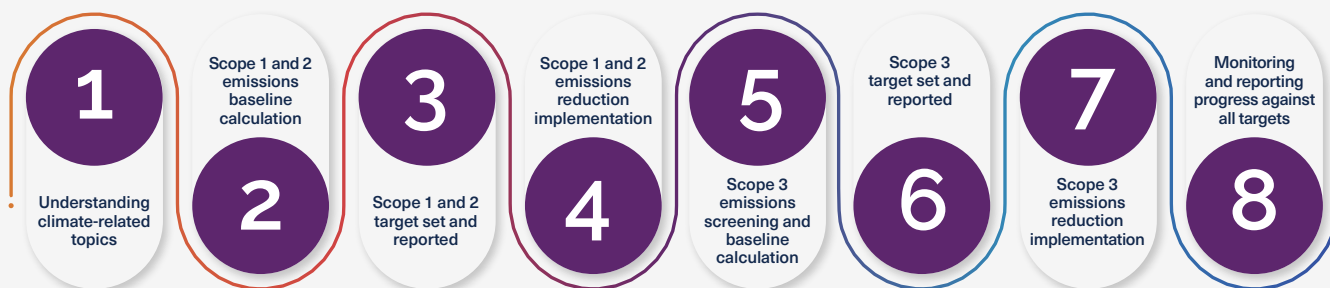 1
Understanding
climate-related
topics
Scope 1 and 2
emissions
baseline
calculation
2
3
Scope 1 and 2
target set and
reported
Scope 1 and 2
emissions
reduction
implementation
4
5
Scope 3
emissions
screening and
baseline
calculation
Scope 3
target set and
reported
6
7
Scope 3
emissions
reduction
implementation
Monitoring
and reporting
progress against
all targets
8